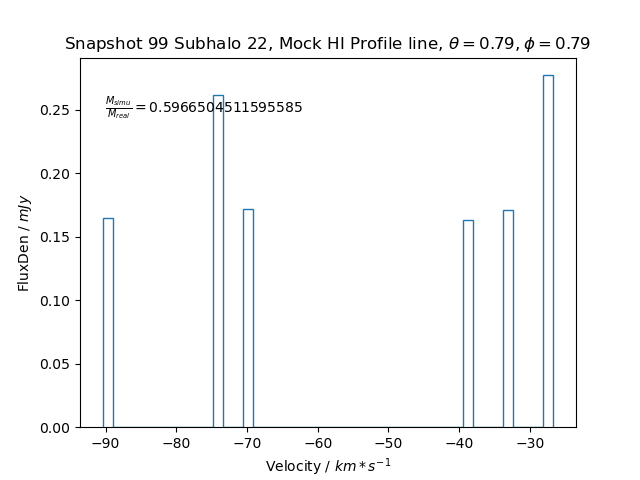 Snapshot 99 Subhalo 22, Mock HI Profile line, θ = 0.79, ϕ = 0.79
M_simu/M_real = 0.5966504511595585
FluxDen / mJy
0.25
0.20
0.15
0.10
0.05
0.00
−90 −80 −70 −60 −50 −40 −30
Velocity / km * s⁻¹